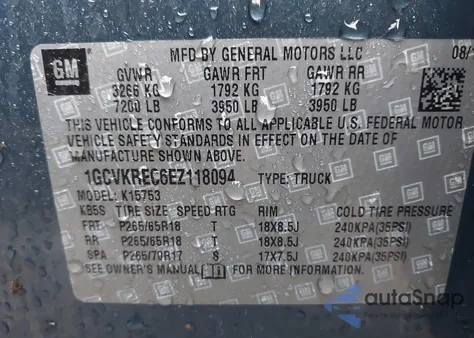 MFD BY GENERAL MOTORS LLC 08/
GM
GVWR GAWR FRT GAWR RR
3266 KG 1792 KG 1792 KG
7200 LB 3950 LB 3950 LB
THIS VEHICLE CONFORMS TO ALL APPLICABLE U.S. FEDERAL MOTOR
VEHICLE SAFETY STANDARDS IN EFFECT ON THE DATE OF
MANUFACTURE SHOWN ABOVE.
1GCVKREC6EZ118094 TYPE: TRUCK
MODEL: K15753
KB5S TIRE SIZE SPEED RTG RIM COLD TIRE PRESSURE
FRT P265/65R18 T 18X8.5J 240KPA(35PSI)
RR P265/65R18 T 18X8.5J 240KPA(35PSI)
SPA P265/70R17 S 17X7.5J 240KPA(35PSI)
SEE OWNER'S MANUAL FOR MORE INFORMATION.
autoSnap